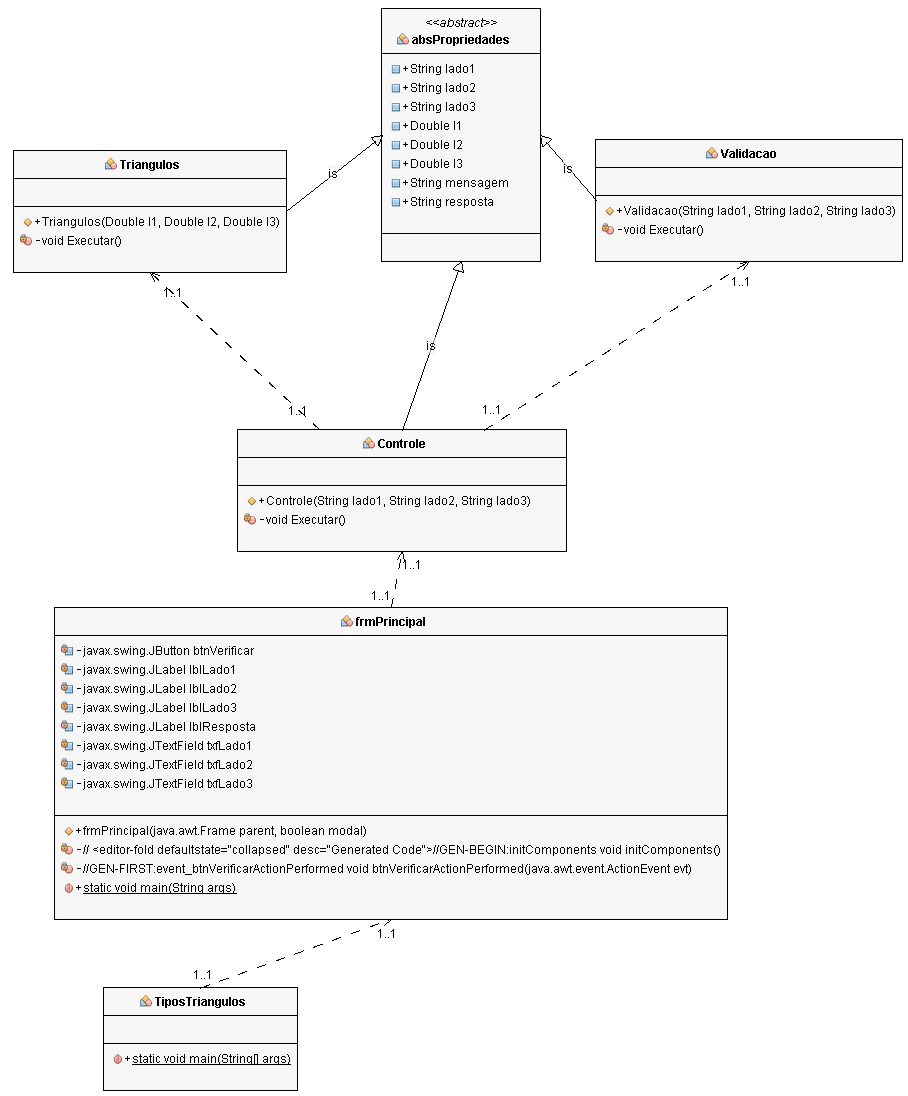 <<abstract>>
absPropriedades
+String lado1
+String lado2
+String lado3
+Double l1
+Double l2
+Double l3
+String mensagem
+String resposta
Triangulos
+Triangulos(Double l1, Double l2, Double l3)
-void Executar()
Validacao
+Validacao(String lado1, String lado2, String lado3)
-void Executar()
is
is
is
1..1
1..1
1..1
1..1
Controle
+Controle(String lado1, String lado2, String lado3)
-void Executar()
1..1
1..1
frmPrincipal
-javax.swing.JButton btnVerificar
-javax.swing.JLabel lblLado1
-javax.swing.JLabel lblLado2
-javax.swing.JLabel lblLado3
-javax.swing.JLabel lblResposta
-javax.swing.JTextField txfLado1
-javax.swing.JTextField txfLado2
-javax.swing.JTextField txfLado3
+frmPrincipal(java.awt.Frame parent, boolean modal)
-// <editor-fold defaultstate="collapsed" desc="Generated Code">//GEN-BEGIN:initComponents void initComponents()
-//GEN-FIRST:event_btnVerificarActionPerformed void btnVerificarActionPerformed(java.awt.event.ActionEvent evt)
+static void main(String args)
1..1
1..1
TiposTriangulos
+static void main(String[] args)